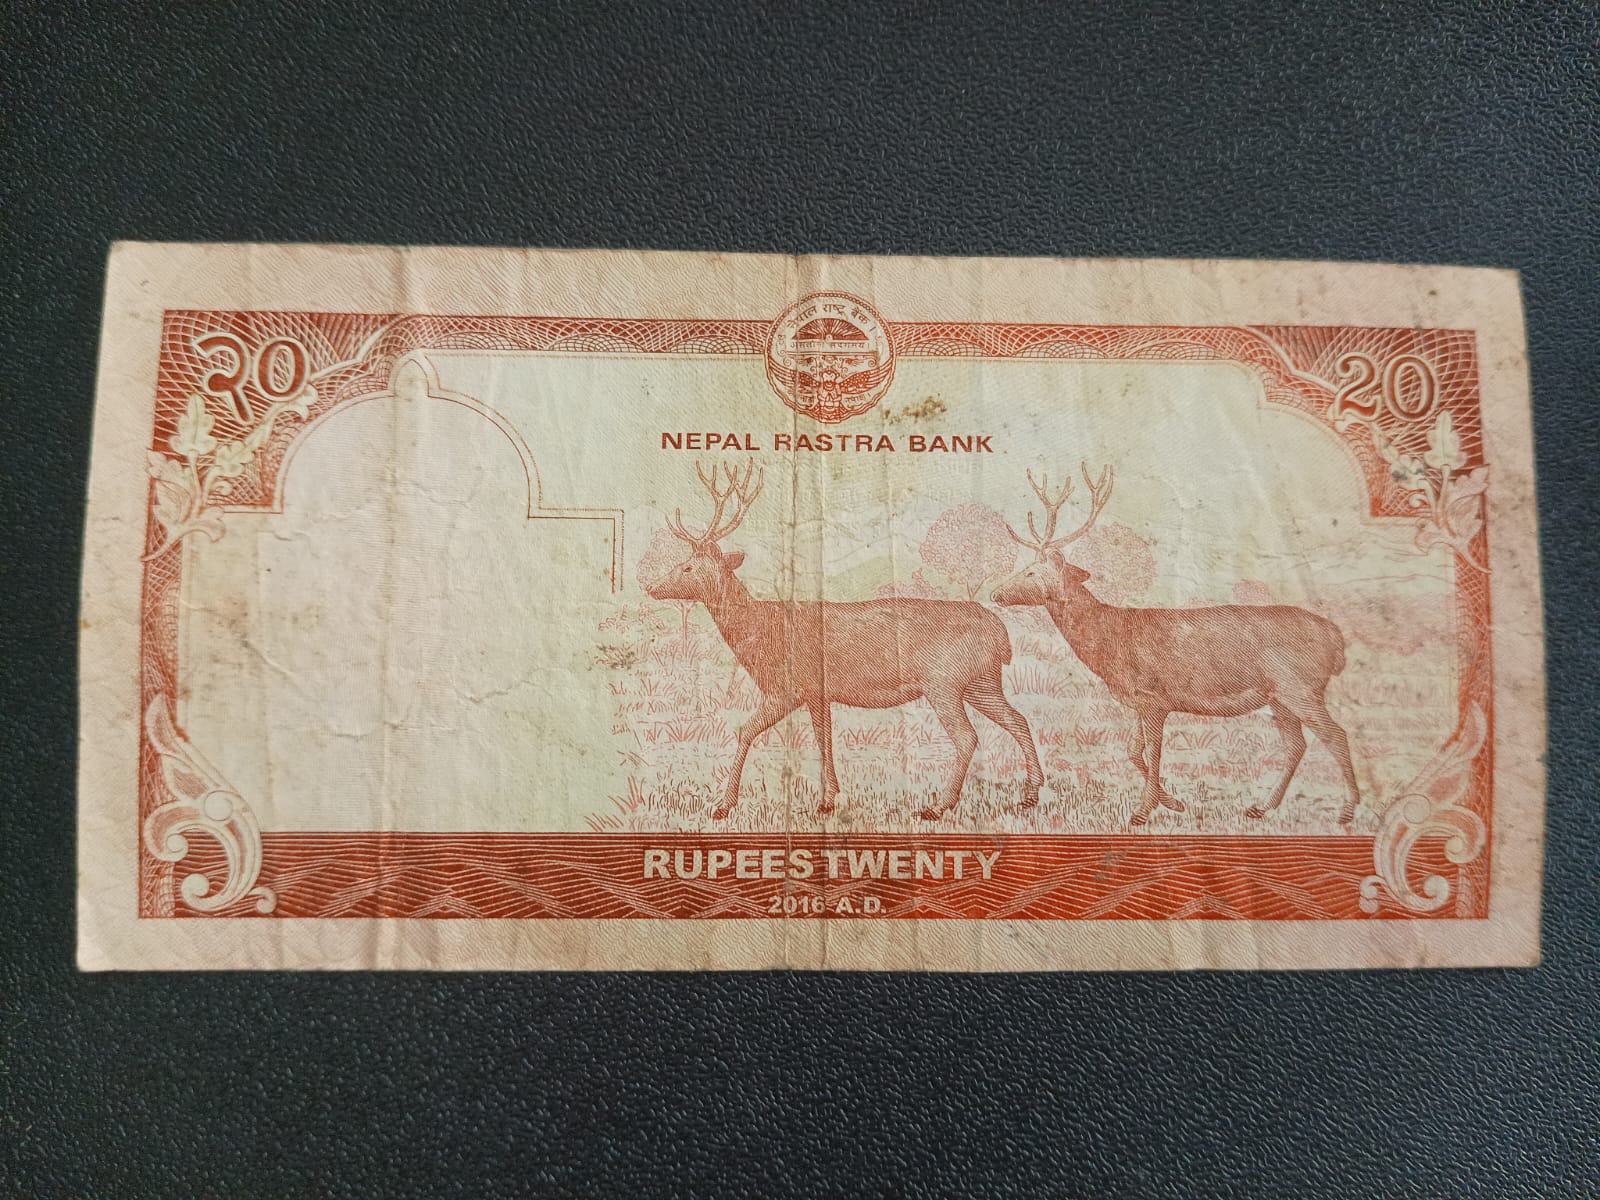 २० 20
नेपाल राष्ट्र बैंक
NEPAL RASTRA BANK
RUPEES TWENTY
2016 A.D.